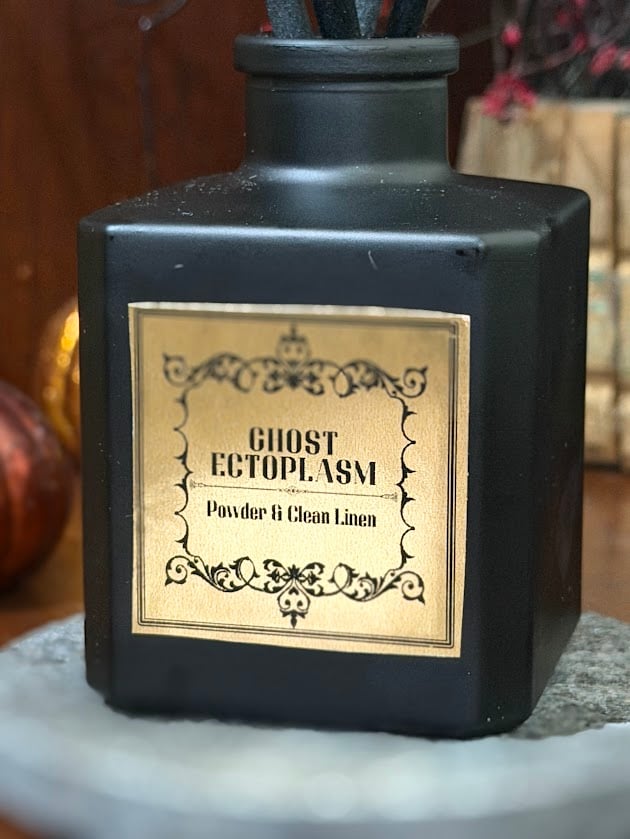 GHOST
ECTOPLASM
Powder & Clean Linen